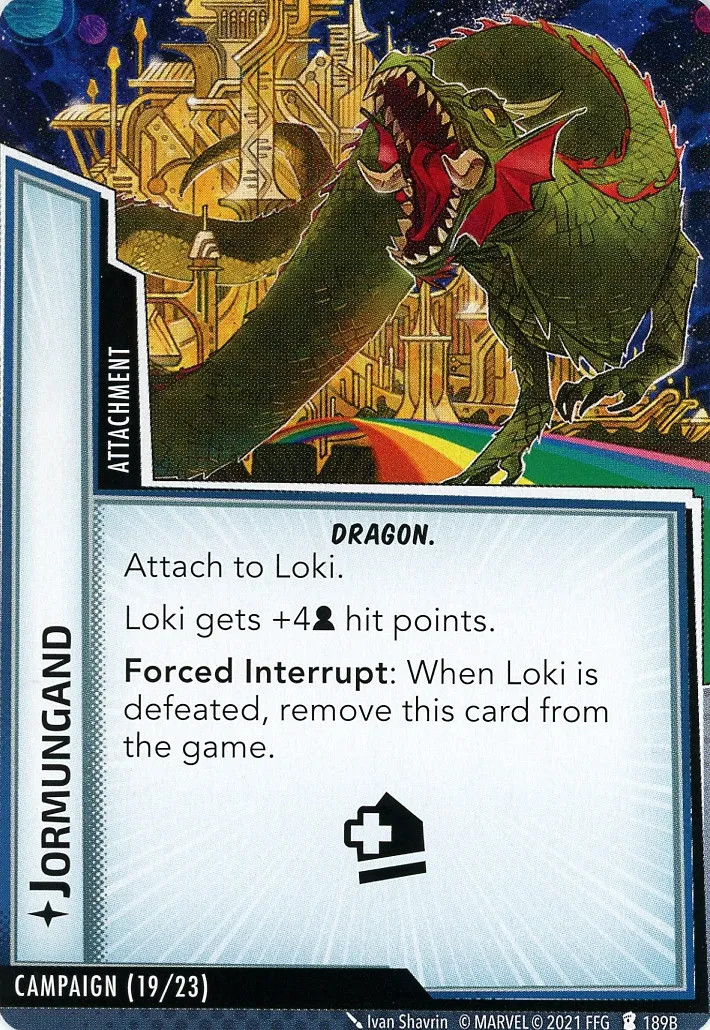 ATTACHMENT
JORMUNGAND
DRAGON.
Attach to Loki.
Loki gets +4 hit points.
Forced Interrupt: When Loki is
defeated, remove this card from
the game.
CAMPAIGN (19/23)
Ivan Shavrin © MARVEL © 2021 FFG 189B